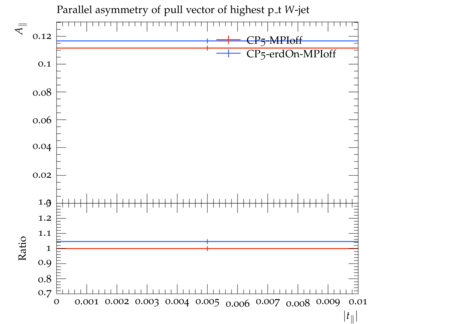 Parallel asymmetry of pull vector of highest p_t W-jet
A∥
0.12
CP5-MPIoff
CP5-erdOn-MPIoff
0.1
0.08
0.06
0.04
0.02
1.3
1.2
1.1
1
0.9
0.8
0.7
Ratio
0 0.001 0.002 0.003 0.004 0.005 0.006 0.007 0.008 0.009 0.01
|t∥|